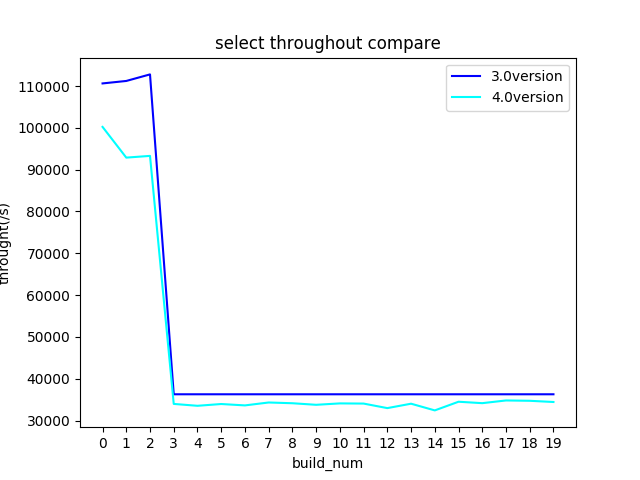 select throughout compare
3.0version
4.0version
throught(/s)
110000
100000
90000
80000
70000
60000
50000
40000
30000
0 1 2 3 4 5 6 7 8 9 10 11 12 13 14 15 16 17 18 19
build_num